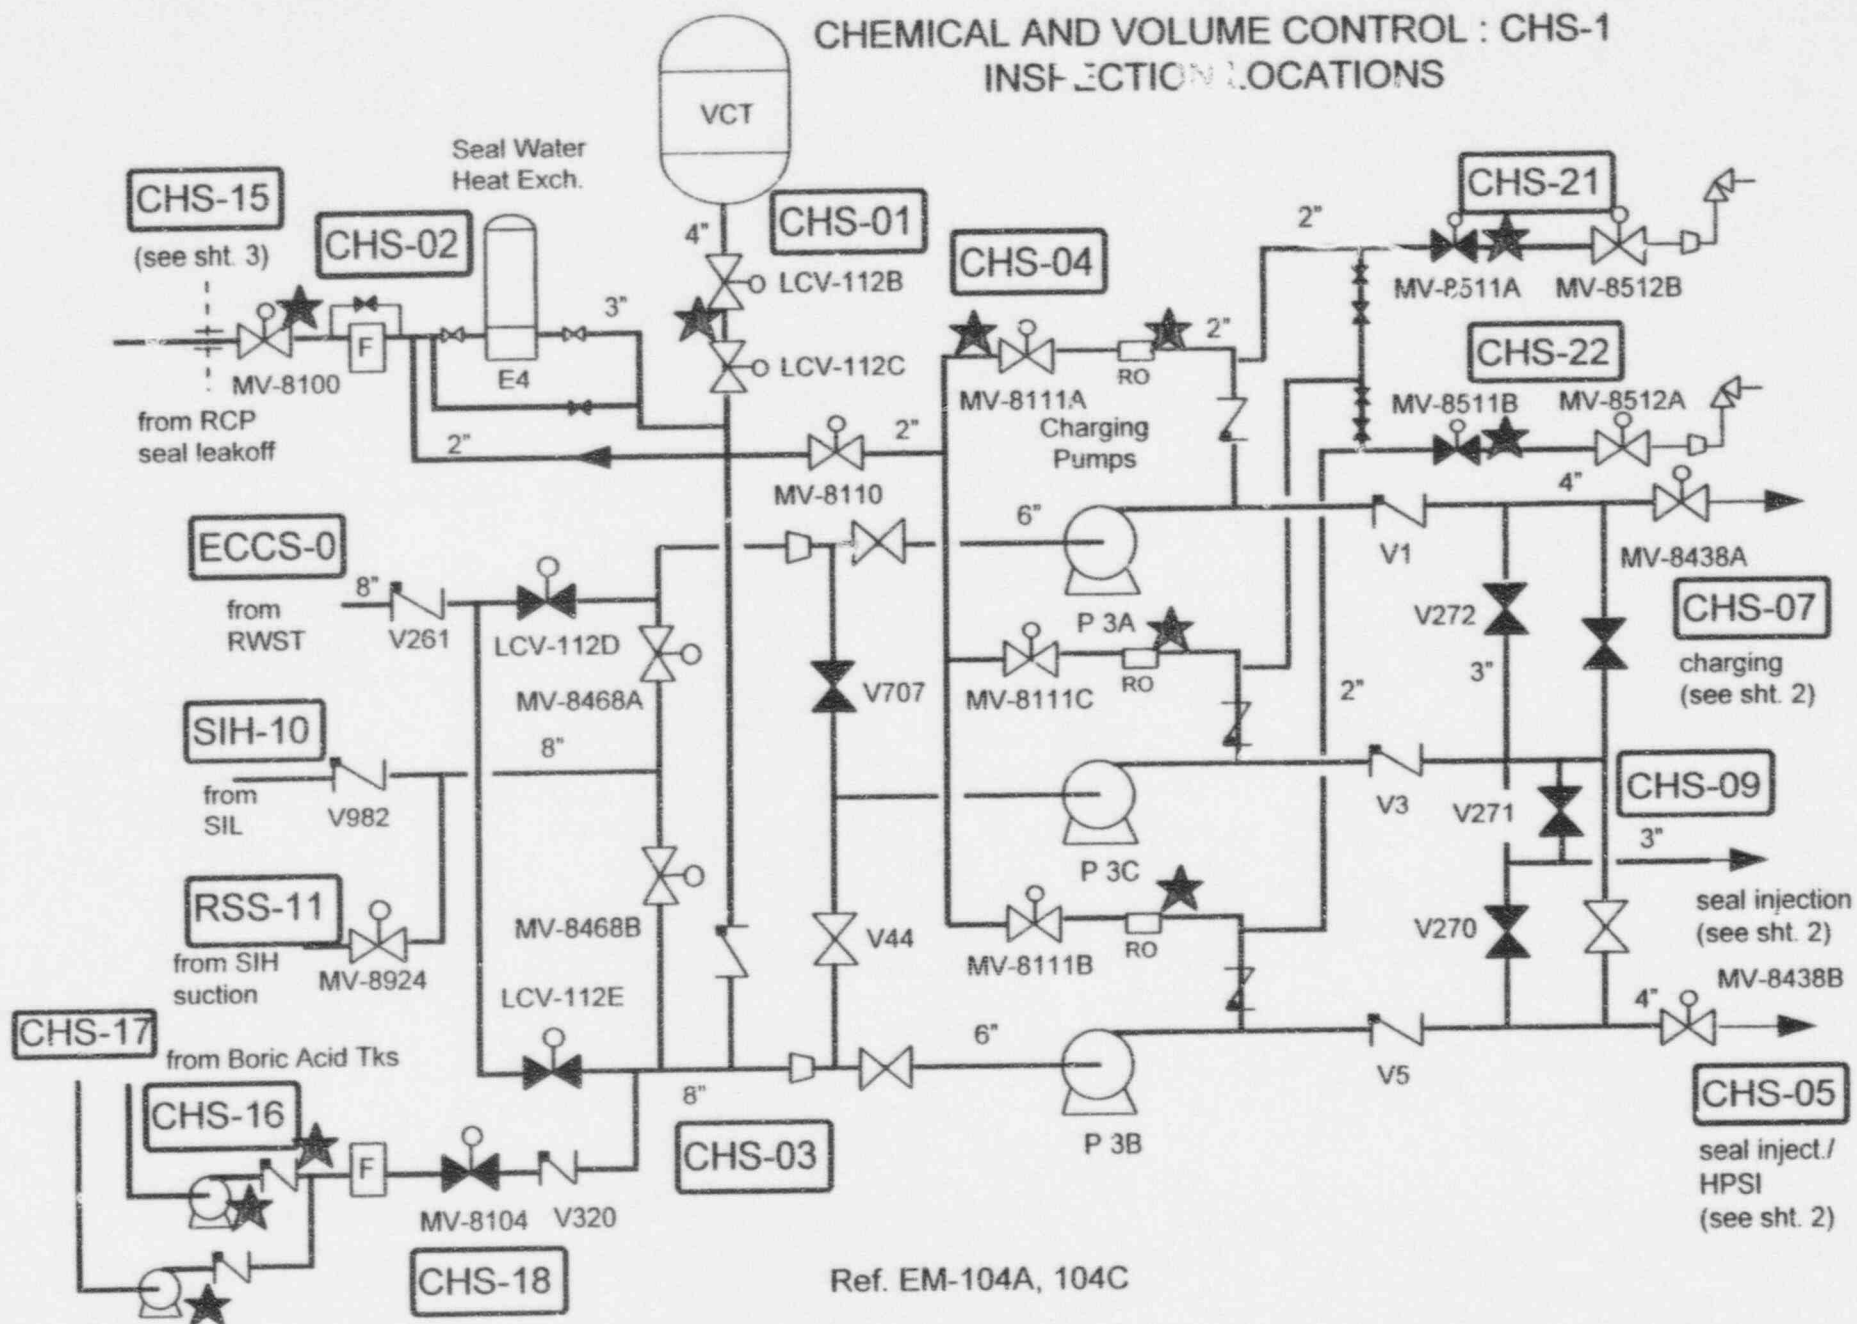 CHEMICAL AND VOLUME CONTROL : CHS-1
LOCATIONS
VCT
Seal Water
Heat Exch.
CHS-15
(see sht. 3)
CHS-02
CHS-01
4"
LCV-112B
LCV-112C
3"
F
E4
MV-8100
from RCP
seal leakoff
2"
MV-8110
2"
CHS-04
MV-8111A
RO
2"
Charging
Pumps
2"
CHS-21
MV-8511A
MV-8512B
CHS-22
MV-8511B
MV-8512A
4"
MV-8438A
ECCS-0
8"
from
RWST
V261
LCV-112D
MV-8468A
6"
P 3A
V1
V272
3"
CHS-07
charging
(see sht. 2)
SIH-10
from
SIL
V982
8"
V707
MV-8111C
RO
2"
P 3C
V3
V271
CHS-09
3"
seal injection
(see sht. 2)
RSS-11
from SIH
suction
MV-8924
MV-8468B
V44
MV-8111B
RO
V270
MV-8438B
4"
LCV-112E
CHS-17
from Boric Acid Tks
CHS-16
F
MV-8104
V320
CHS-18
8"
CHS-03
6"
P 3B
V5
CHS-05
seal inject./
HPSI
(see sht. 2)
Ref. EM-104A, 104C